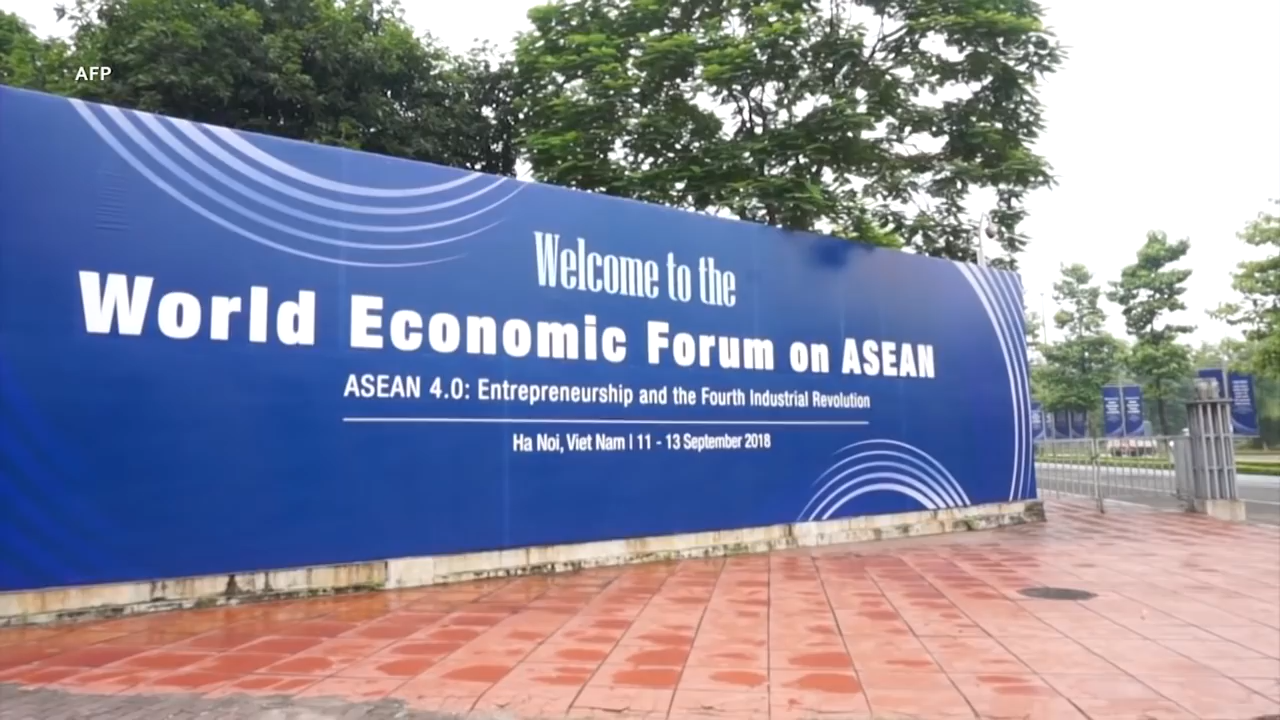 AFP
Welcome to the
World Economic Forum on ASEAN
ASEAN 4.0: Entrepreneurship and the Fourth Industrial Revolution
Ha Noi, Viet Nam | 11 - 13 September 2018